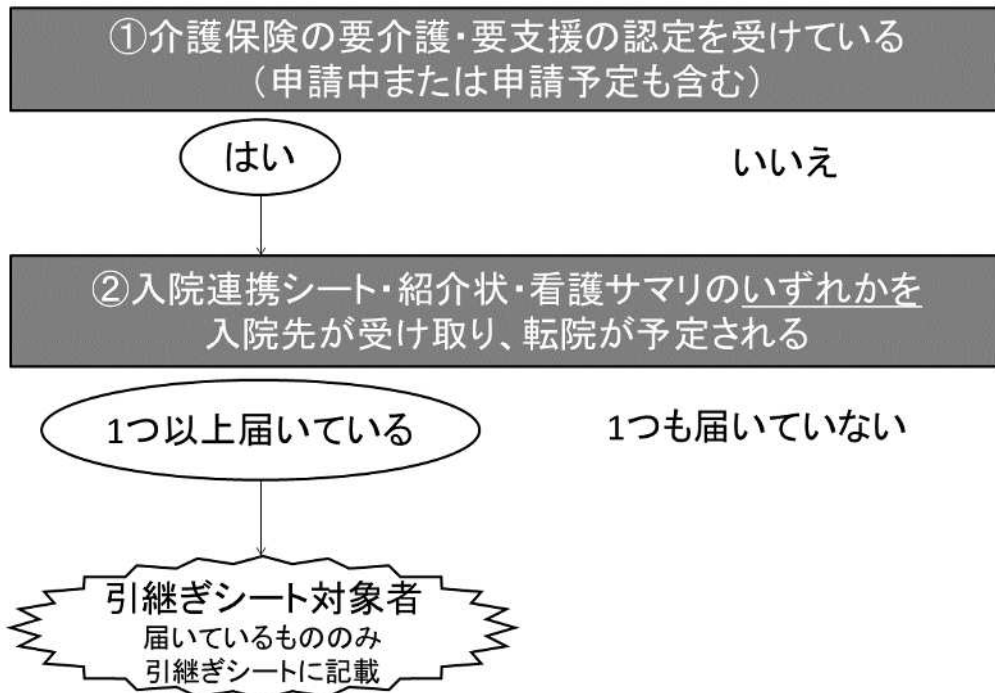 ①介護保険の要介護・要支援の認定を受けている
（申請中または申請予定も含む）
はい
いいえ
②入院連携シート・紹介状・看護サマリのいずれかを
入院先が受け取り、転院が予定される
1つ以上届いている
1つも届いていない
引継ぎシート対象者
届いているもののみ
引継ぎシートに記載